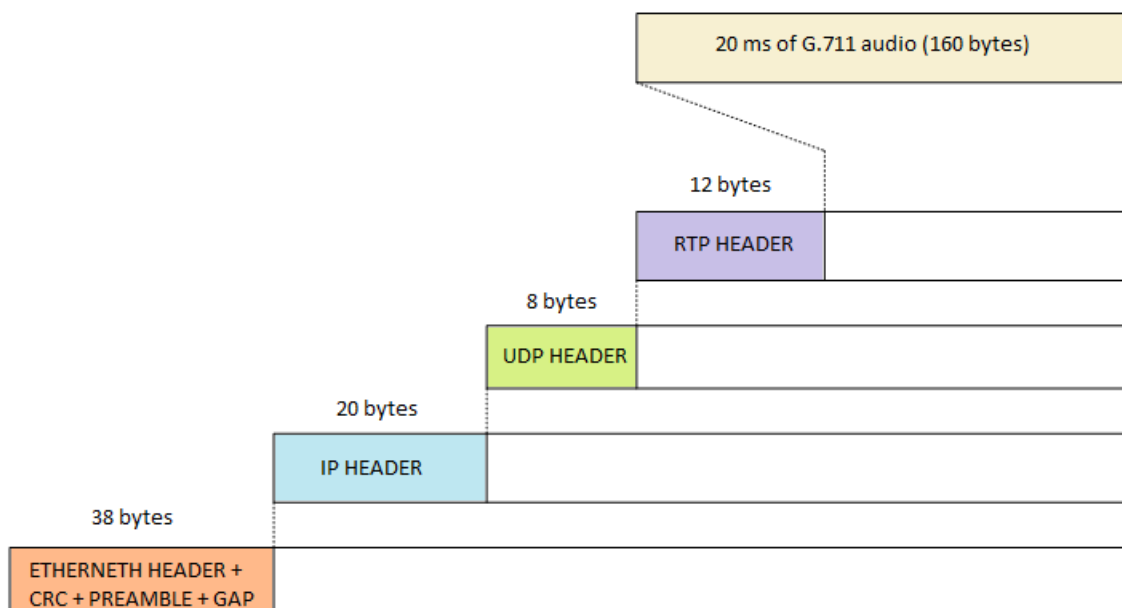 20 ms of G.711 audio (160 bytes)
12 bytes
RTP HEADER
8 bytes
UDP HEADER
20 bytes
IP HEADER
38 bytes
ETHERNETH HEADER +
CRC + PREAMBLE + GAP